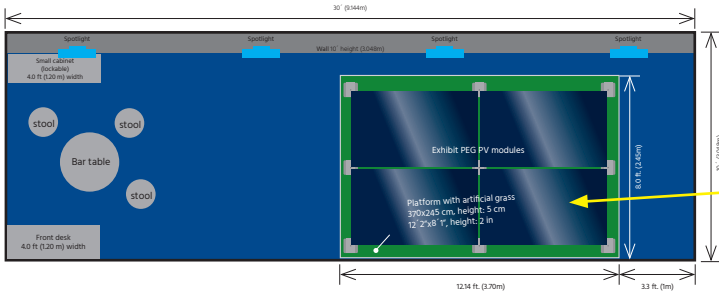 30´ (9.144m)
Spotlight
Spotlight
Spotlight
Spotlight
Wall 10´ height (3.048m)
Small cabinet
(lockable)
4.0 ft (1.20 m) width
stool
stool
Bar table
stool
Exhibit PEG PV modules
Platform with artificial grass
370x245 cm, height: 5 cm
12´2”x8´1”, height: 2 in
8.0 ft (2.45m)
Front desk
4.0 ft (1.20 m) width
12.14 ft. (3.70m)
3.3 ft. (1m)